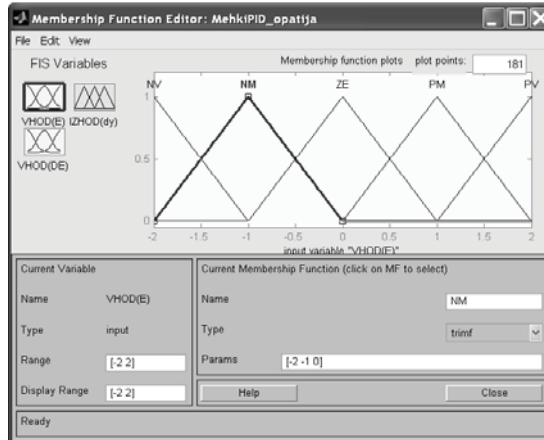 Membership Function Editor: MehkiPID_opatija
File Edit View
FIS Variables
Membership function plots plot points: 181
VHOD(E) IZHOD(dy)
VHOD(DE)
NV NM ZE PM PV
1
0.5
0
-2 -1.5 -1 -0.5 0 0.5 1 1.5 2
input variable "VHOD(E)"
Current Variable
Name VHOD(E)
Type input
Range [-2 2]
Display Range [-2 2]
Current Membership Function (click on MF to select)
Name NM
Type trimf
Params [-2 -1 0]
Help Close
Ready